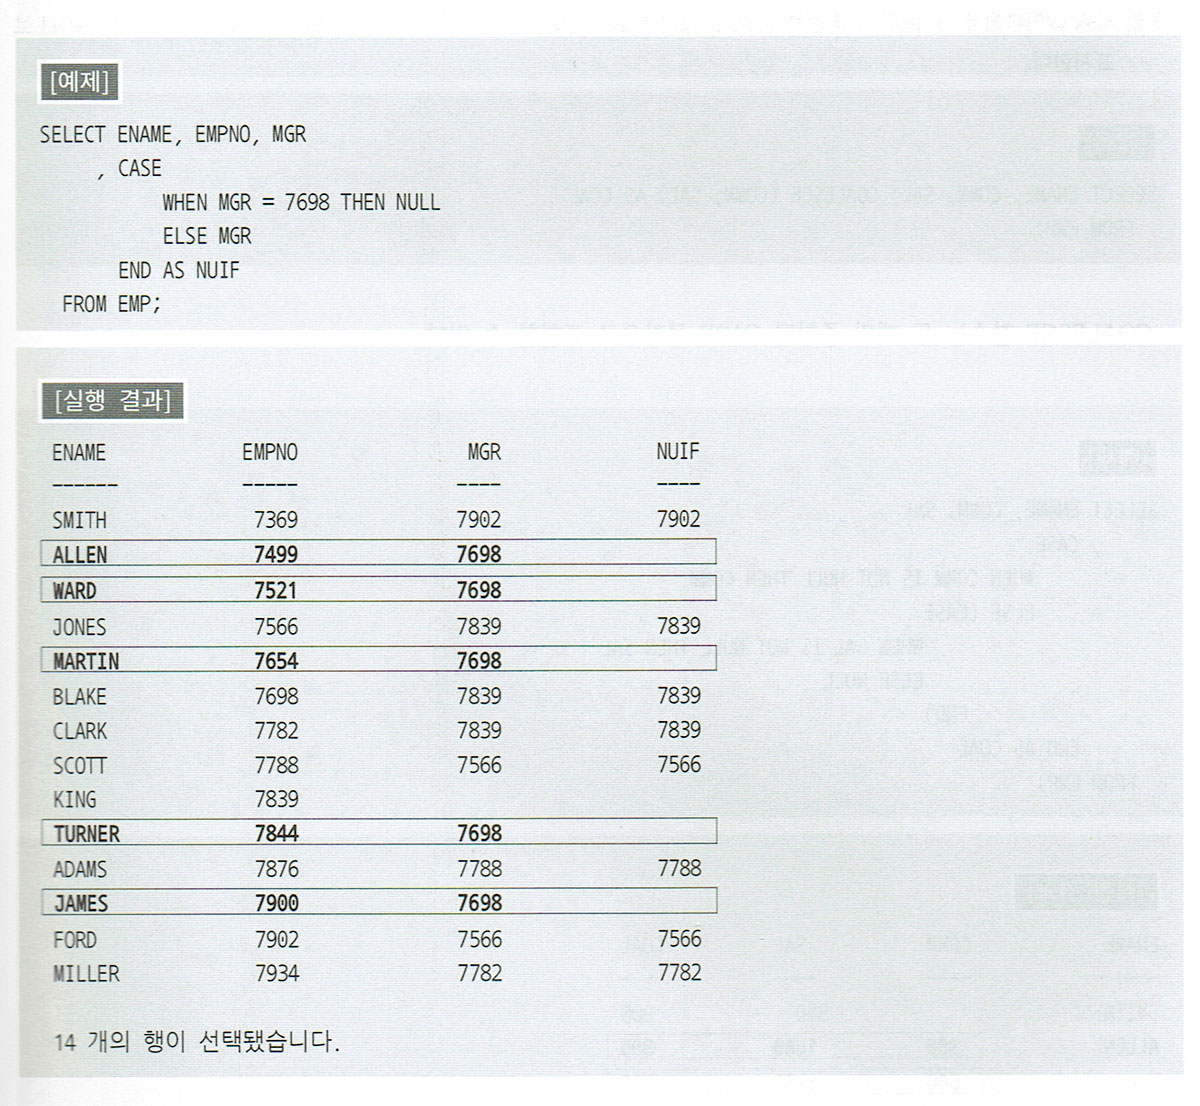 [예제]
SELECT ENAME, EMPNO, MGR
, CASE
WHEN MGR = 7698 THEN NULL
ELSE MGR
END AS NUIF
FROM EMP;
[실행 결과]
ENAME EMPNO MGR NUIF
------ ----- ---- ----
SMITH 7369 7902 7902
ALLEN 7499 7698
WARD 7521 7698
JONES 7566 7839 7839
MARTIN 7654 7698
BLAKE 7698 7839 7839
CLARK 7782 7839 7839
SCOTT 7788 7566 7566
KING 7839
TURNER 7844 7698
ADAMS 7876 7788 7788
JAMES 7900 7698
FORD 7902 7566 7566
MILLER 7934 7782 7782
14 개의 행이 선택됐습니다.